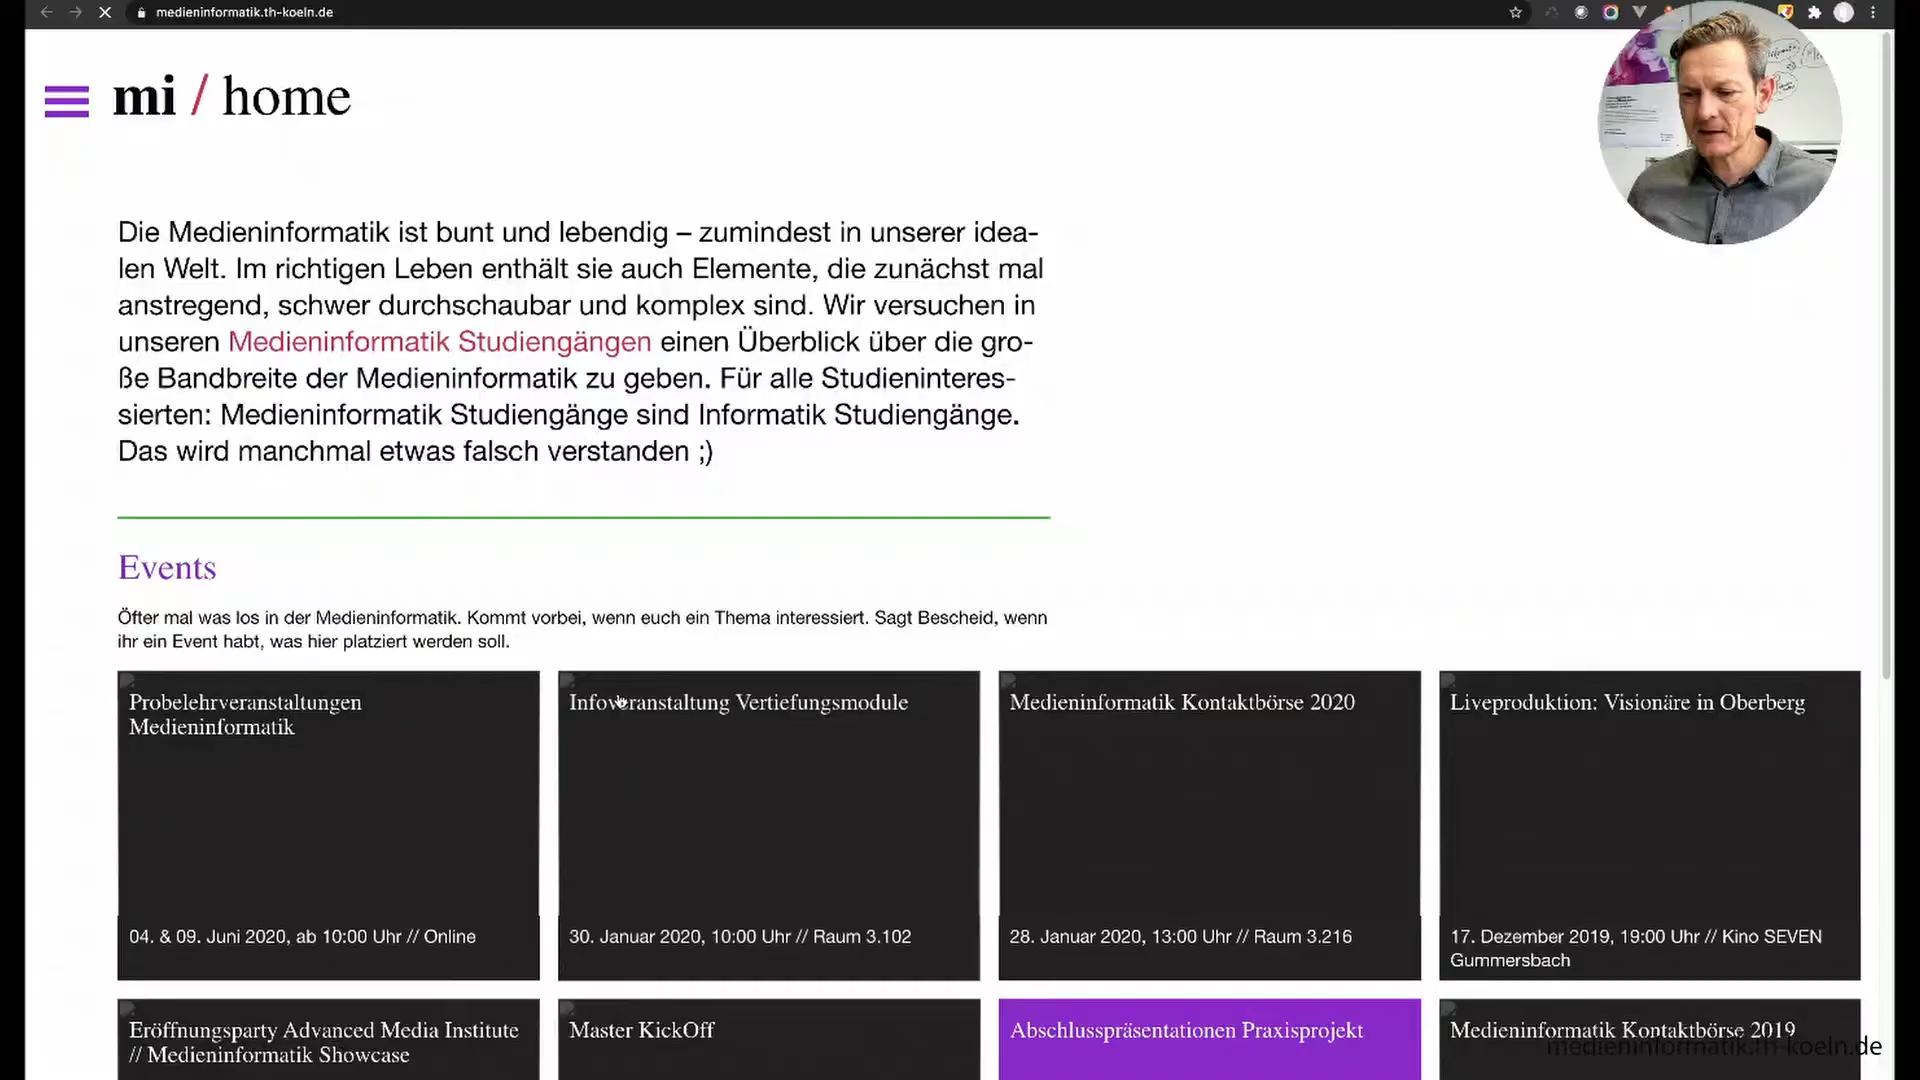 medieninformatik.th-koeln.de
mi / home
Die Medieninformatik ist bunt und lebendig – zumindest in unserer idea-
len Welt. Im richtigen Leben enthält sie auch Elemente, die zunächst mal
anstregend, schwer durchschaubar und komplex sind. Wir versuchen in
unseren Medieninformatik Studiengängen einen Überblick über die gro-
ße Bandbreite der Medieninformatik zu geben. Für alle Studieninteres-
sierten: Medieninformatik Studiengänge sind Informatik Studiengänge.
Das wird manchmal etwas falsch verstanden ;)
Events
Öfter mal was los in der Medieninformatik. Kommt vorbei, wenn euch ein Thema interessiert. Sagt Bescheid, wenn
ihr ein Event habt, was hier platziert werden soll.
Probelehrveranstaltungen
Medieninformatik
04. & 09. Juni 2020, ab 10:00 Uhr // Online
Infoveranstaltung Vertiefungsmodule
30. Januar 2020, 10:00 Uhr // Raum 3.102
Medieninformatik Kontaktbörse 2020
28. Januar 2020, 13:00 Uhr // Raum 3.216
Liveproduktion: Visionäre in Oberberg
17. Dezember 2019, 19:00 Uhr // Kino SEVEN
Gummersbach
Eröffnungsparty Advanced Media Institute
// Medieninformatik Showcase
Master KickOff
Abschlusspräsentationen Praxisprojekt
Medieninformatik Kontaktbörse 2019
medieninformatik.th-koeln.de